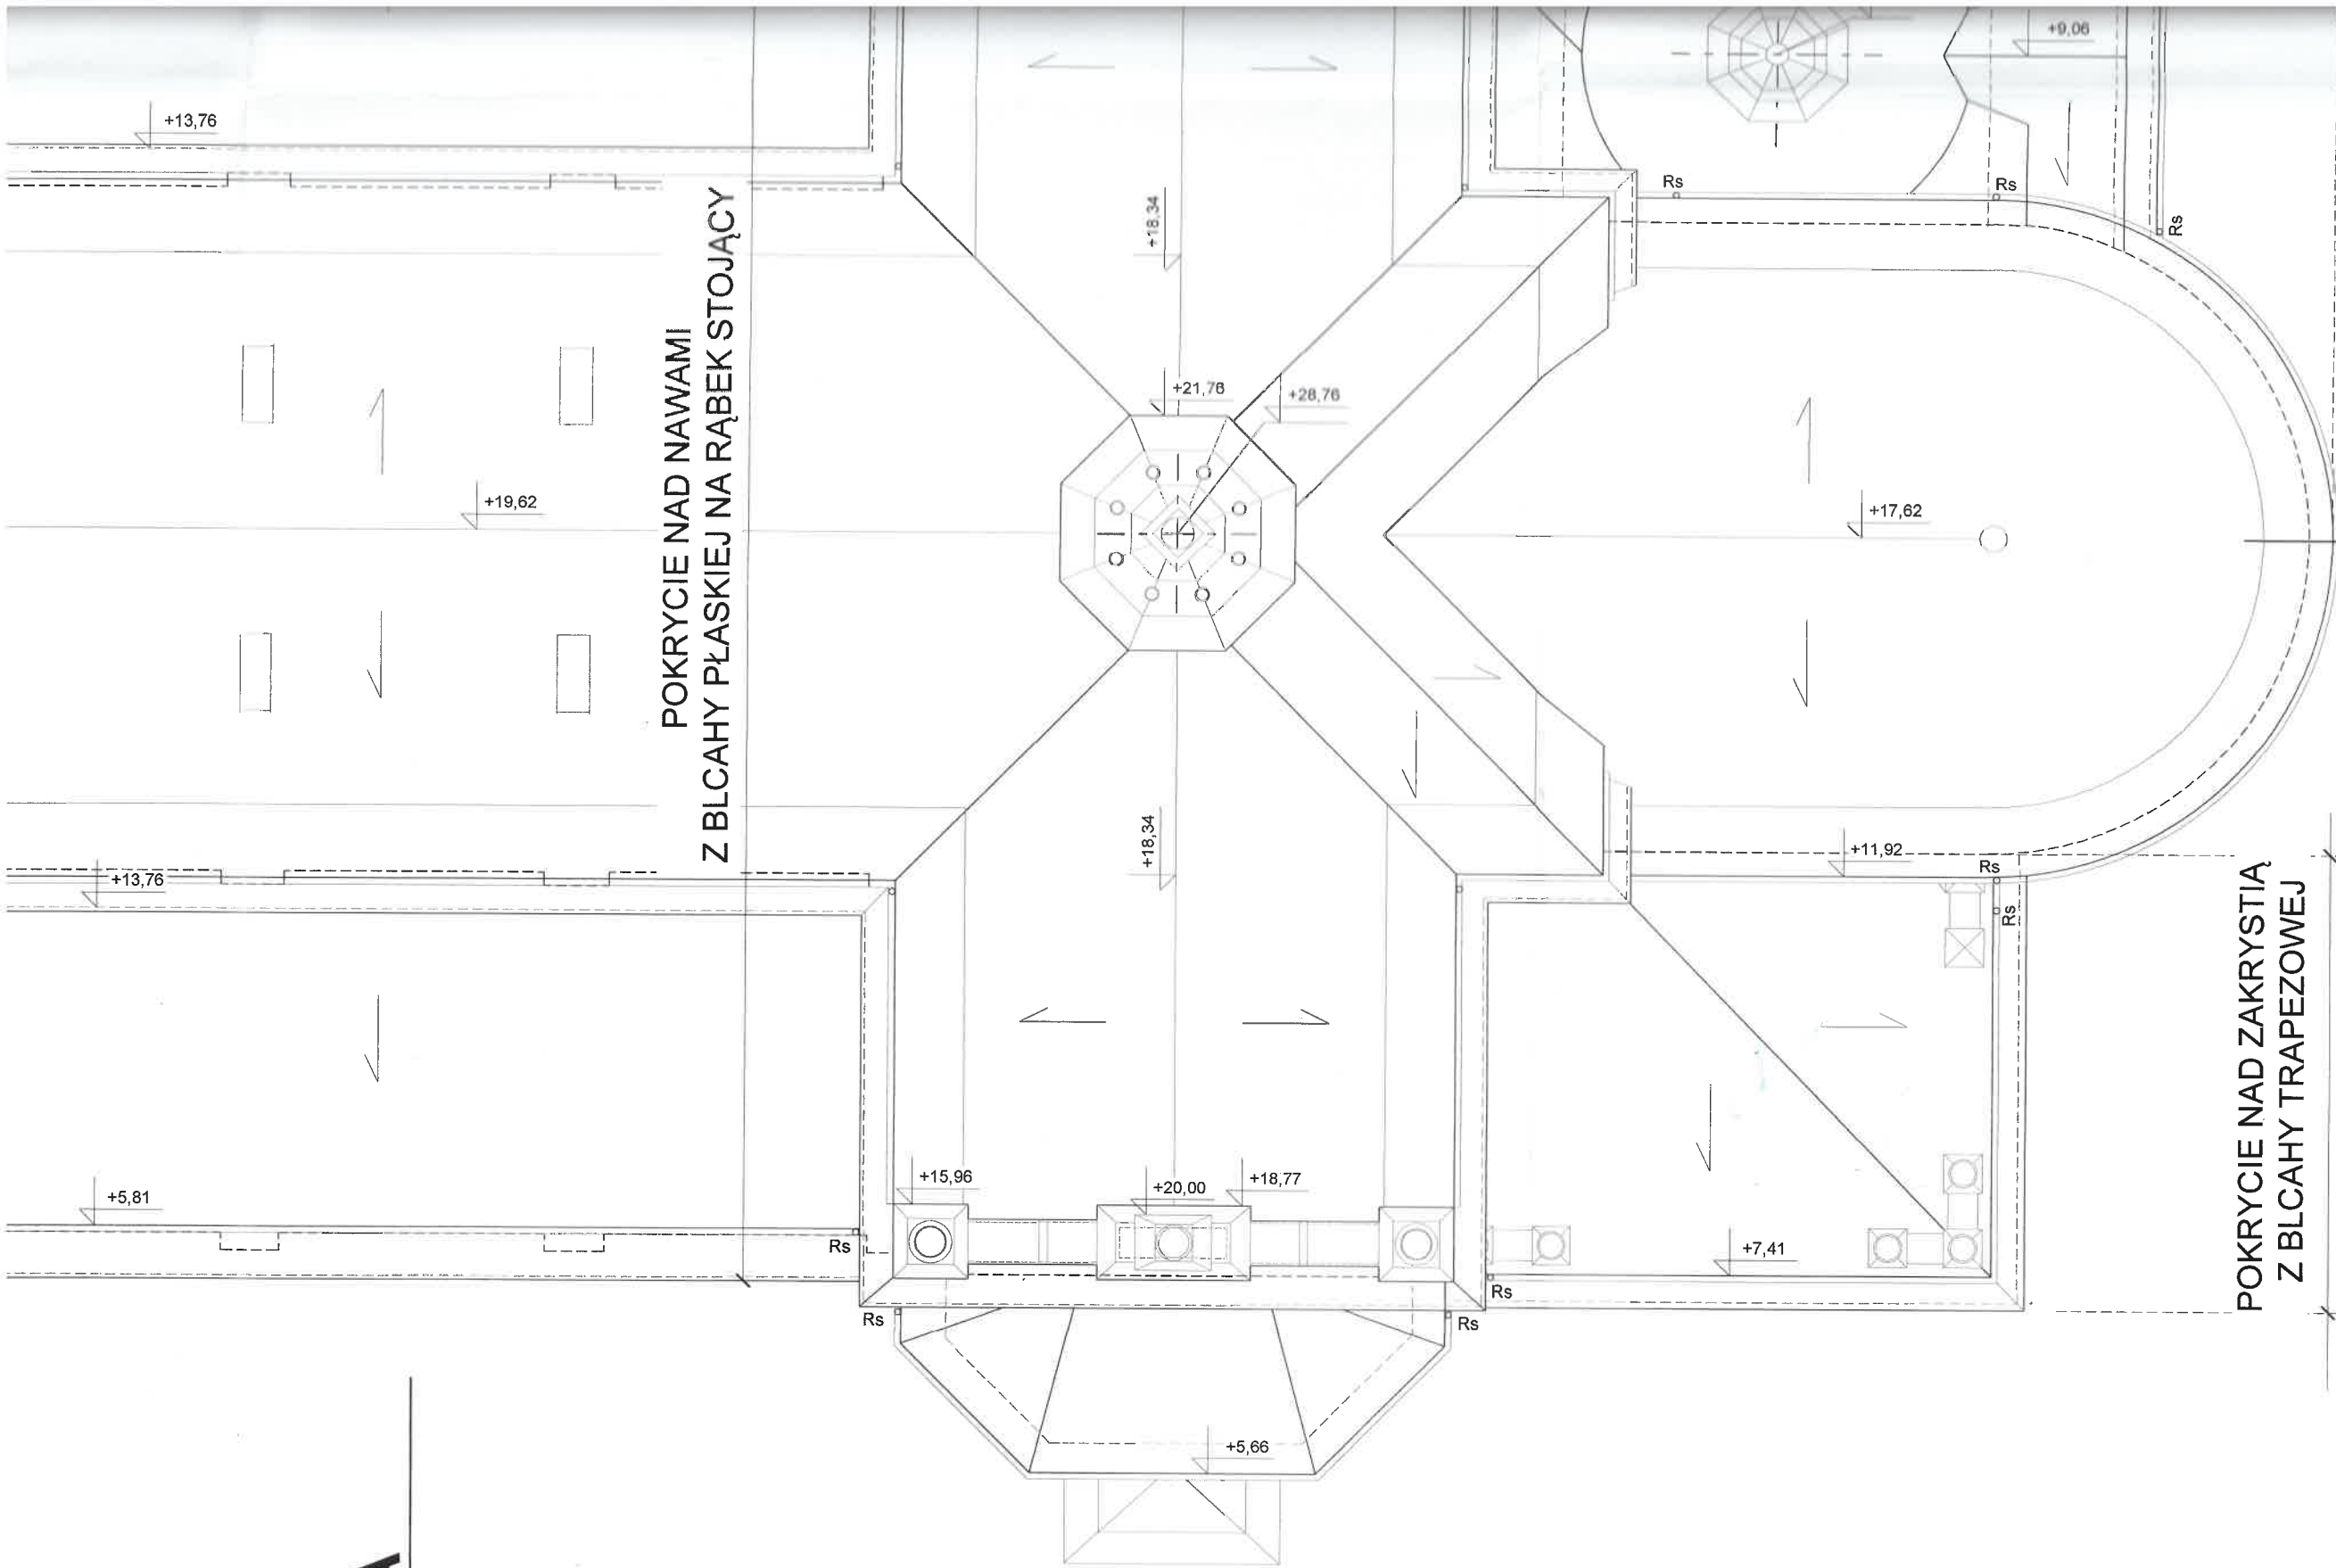 +9,06
+13,76
Rs
Rs
Rs
+18,34
POKRYCIE NAD NAWAMI
Z BLCAHY PŁASKIEJ NA RĄBEK STOJĄCY
+21,76
+28,76
+19,62
+17,62
+18,34
+11,92
Rs
+13,76
Rs
POKRYCIE NAD ZAKRYSTIĄ
Z BLCAHY TRAPEZOWEJ
+15,96
+20,00
+18,77
+5,81
Rs
+7,41
Rs
Rs
Rs
+5,66